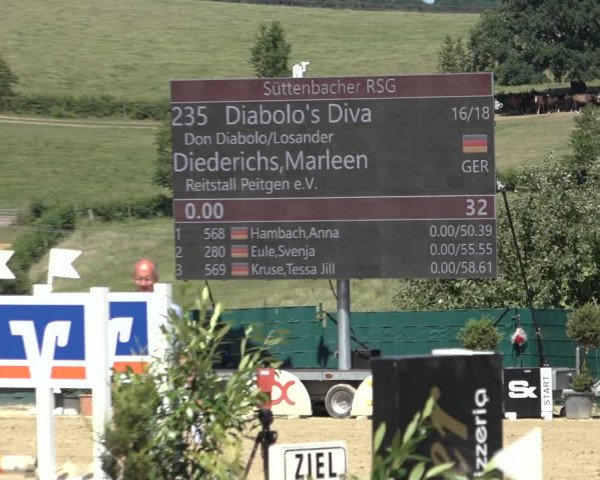 Süttenbacher RSG
235 Diabolo's Diva 16/18
Don Diabolo/Losander
Diederichs,Marleen GER
Reitstall Peitgen e.V.
0.00 32
1 568 Hambach,Anna 0.00/50.39
2 280 Eule,Svenja 0.00/55.55
3 569 Kruse,Tessa Jill 0.00/58.61
START
pizzeria
ZIEL